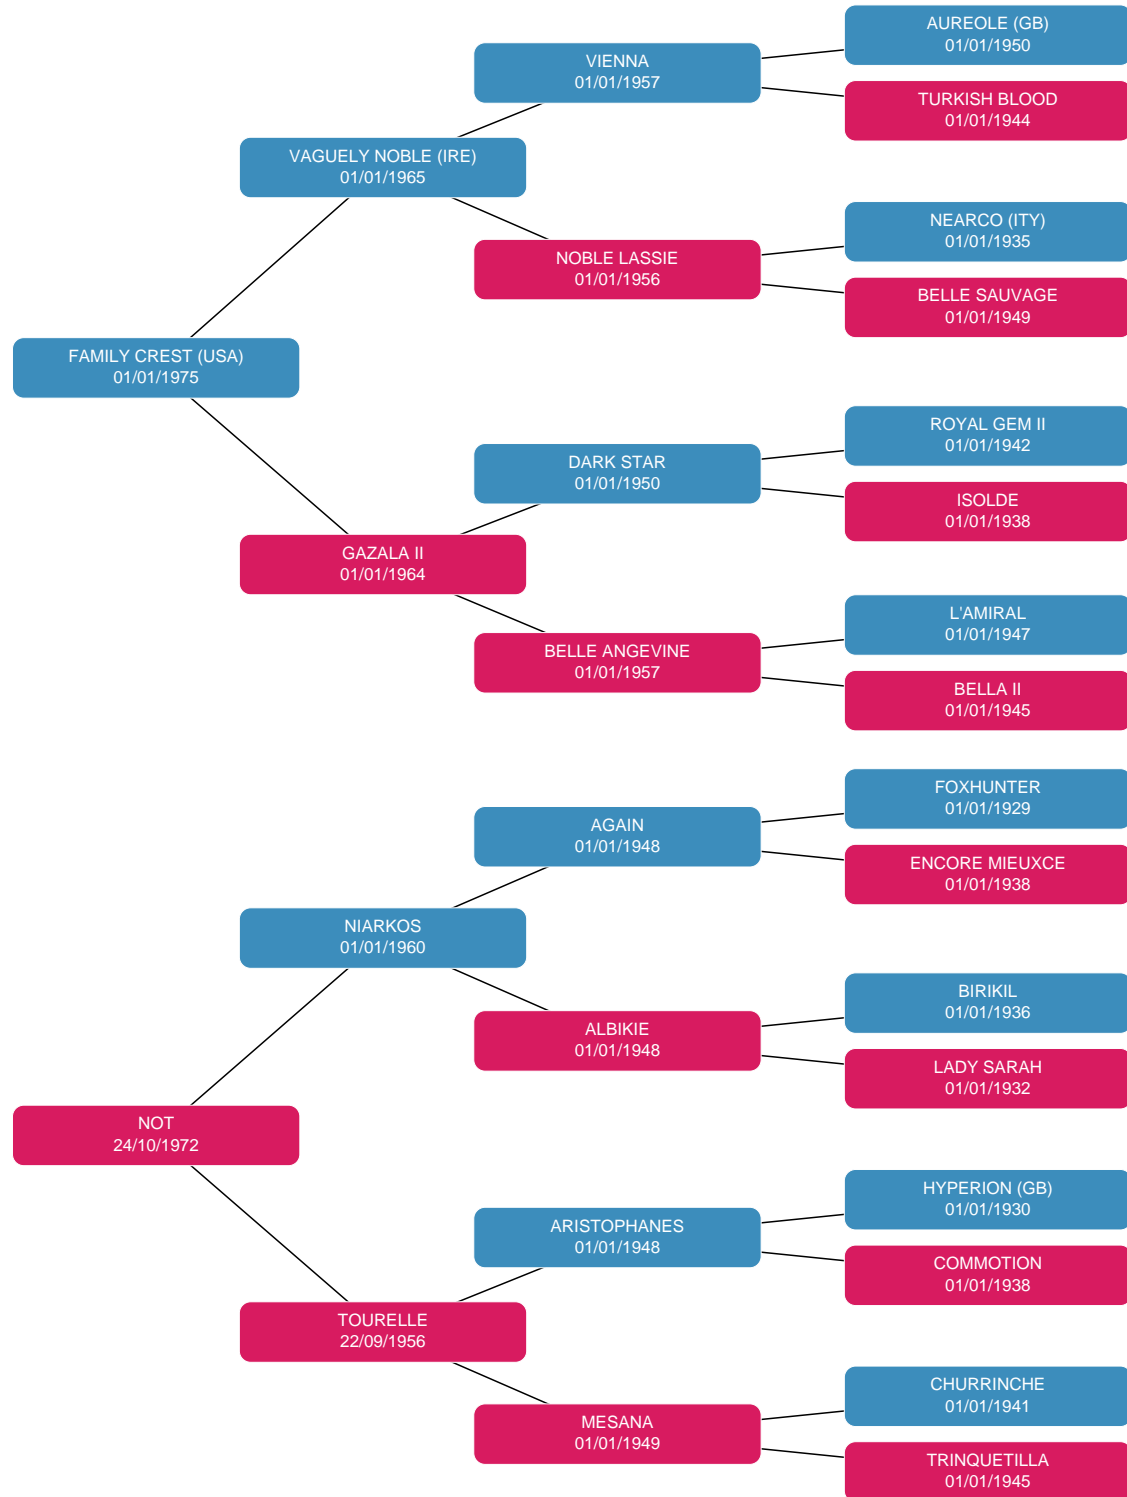 AUREOLE (GB)
01/01/1950
VIENNA
01/01/1957
TURKISH BLOOD
01/01/1944
VAGUELY NOBLE (IRE)
01/01/1965
NEARCO (ITY)
01/01/1935
NOBLE LASSIE
01/01/1956
BELLE SAUVAGE
01/01/1949
FAMILY CREST (USA)
01/01/1975
ROYAL GEM II
01/01/1942
DARK STAR
01/01/1950
ISOLDE
01/01/1938
GAZALA II
01/01/1964
L'AMIRAL
01/01/1947
BELLE ANGEVINE
01/01/1957
BELLA II
01/01/1945
FOXHUNTER
01/01/1929
AGAIN
01/01/1948
ENCORE MIEUXCE
01/01/1938
NIARKOS
01/01/1960
BIRIKIL
01/01/1936
ALBIKIE
01/01/1948
LADY SARAH
01/01/1932
NOT
24/10/1972
HYPERION (GB)
01/01/1930
ARISTOPHANES
01/01/1948
COMMOTION
01/01/1938
TOURELLE
22/09/1956
CHURRINCHE
01/01/1941
MESANA
01/01/1949
TRINQUETILLA
01/01/1945